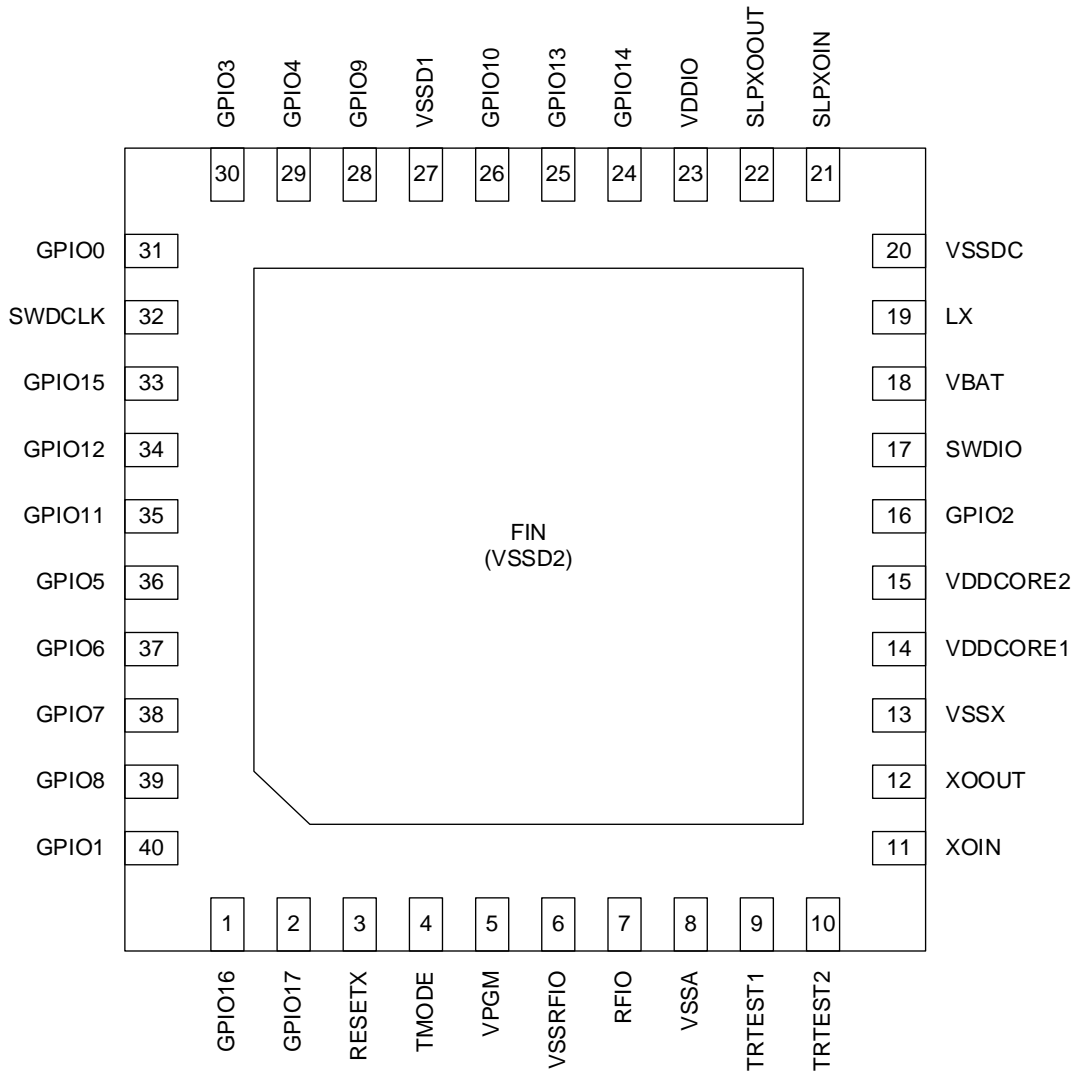 GPIO3
GPIO4
GPIO9
VSSD1
GPIO10
GPIO13
GPIO14
VDDIO
SLPXOOUT
SLPXOIN
30
29
28
27
26
25
24
23
22
21
GPIO0 31
SWDCLK 32
GPIO15 33
GPIO12 34
GPIO11 35
GPIO5 36
GPIO6 37
GPIO7 38
GPIO8 39
GPIO1 40
FIN
(VSSD2)
20 VSSDC
19 LX
18 VBAT
17 SWDIO
16 GPIO2
15 VDDCORE2
14 VDDCORE1
13 VSSX
12 XOOUT
11 XOIN
1
2
3
4
5
6
7
8
9
10
GPIO16
GPIO17
RESETX
TMODE
VPGM
VSSRFIO
RFIO
VSSA
TRTEST1
TRTEST2